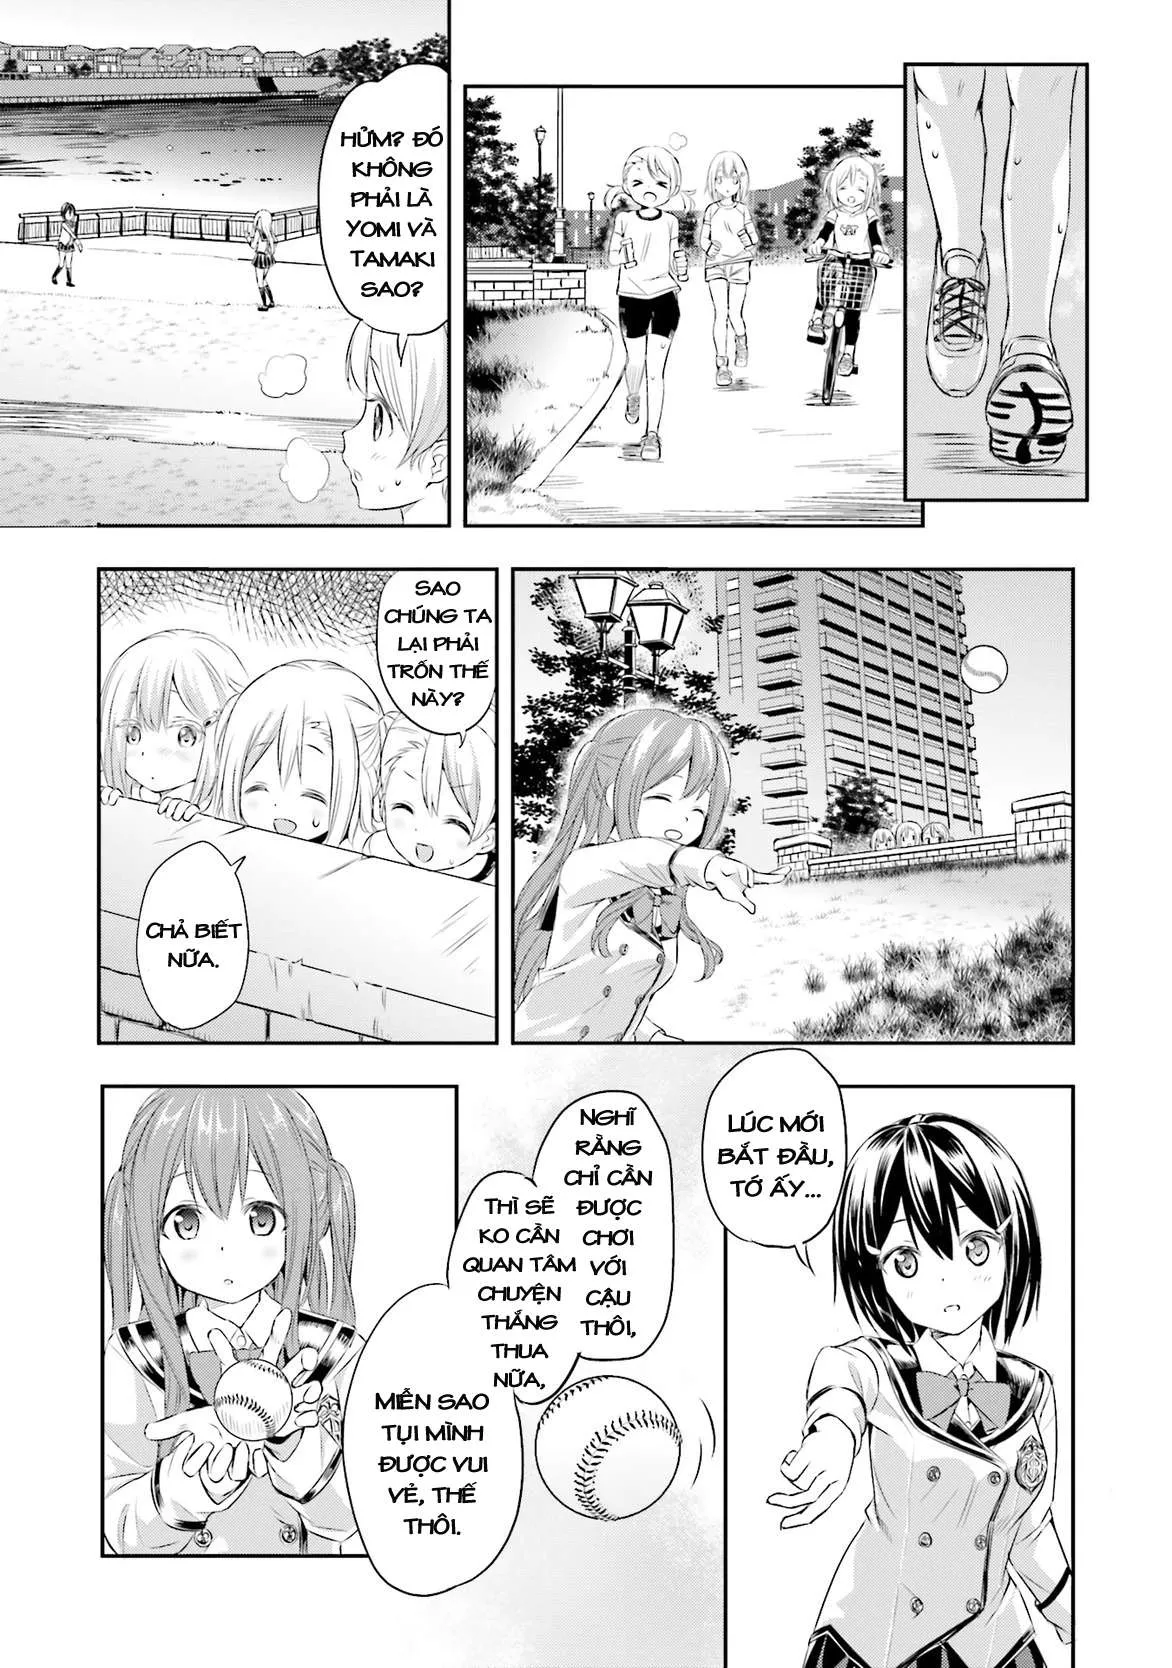 HỬM? ĐÓ
KHÔNG
PHẢI LÀ
YOMI VÀ
TAMAKI
SAO?
SAO
CHÚNG TA
LẠI PHẢI
TRỐN THẾ
NÀY?
CHẢ BIẾT
NỮA.
LÚC MỚI
BẮT ĐẦU,
TỚ ẤY...
NGHĨ
RẰNG
CHỈ CẦN
ĐƯỢC
CHƠI
VỚI
CẬU
THÔI,
THÌ SẼ
KO CẦN
QUAN TÂM
CHUYỆN
THẮNG
THUA
NỮA,
MIỄN SAO
TỤI MÌNH
ĐƯỢC VUI
VẺ, THẾ
THÔI.